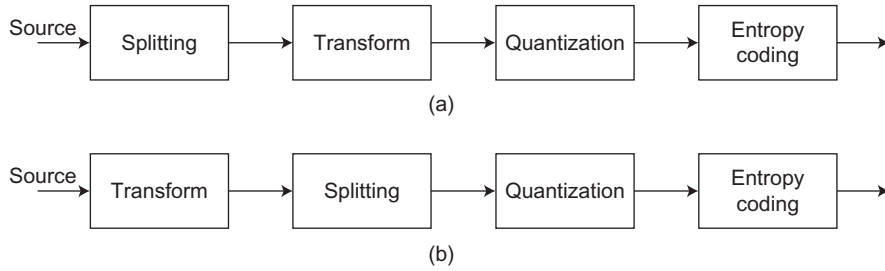 Source
Splitting
Transform
Quantization
Entropy
coding
(a)
Source
Transform
Splitting
Quantization
Entropy
coding
(b)